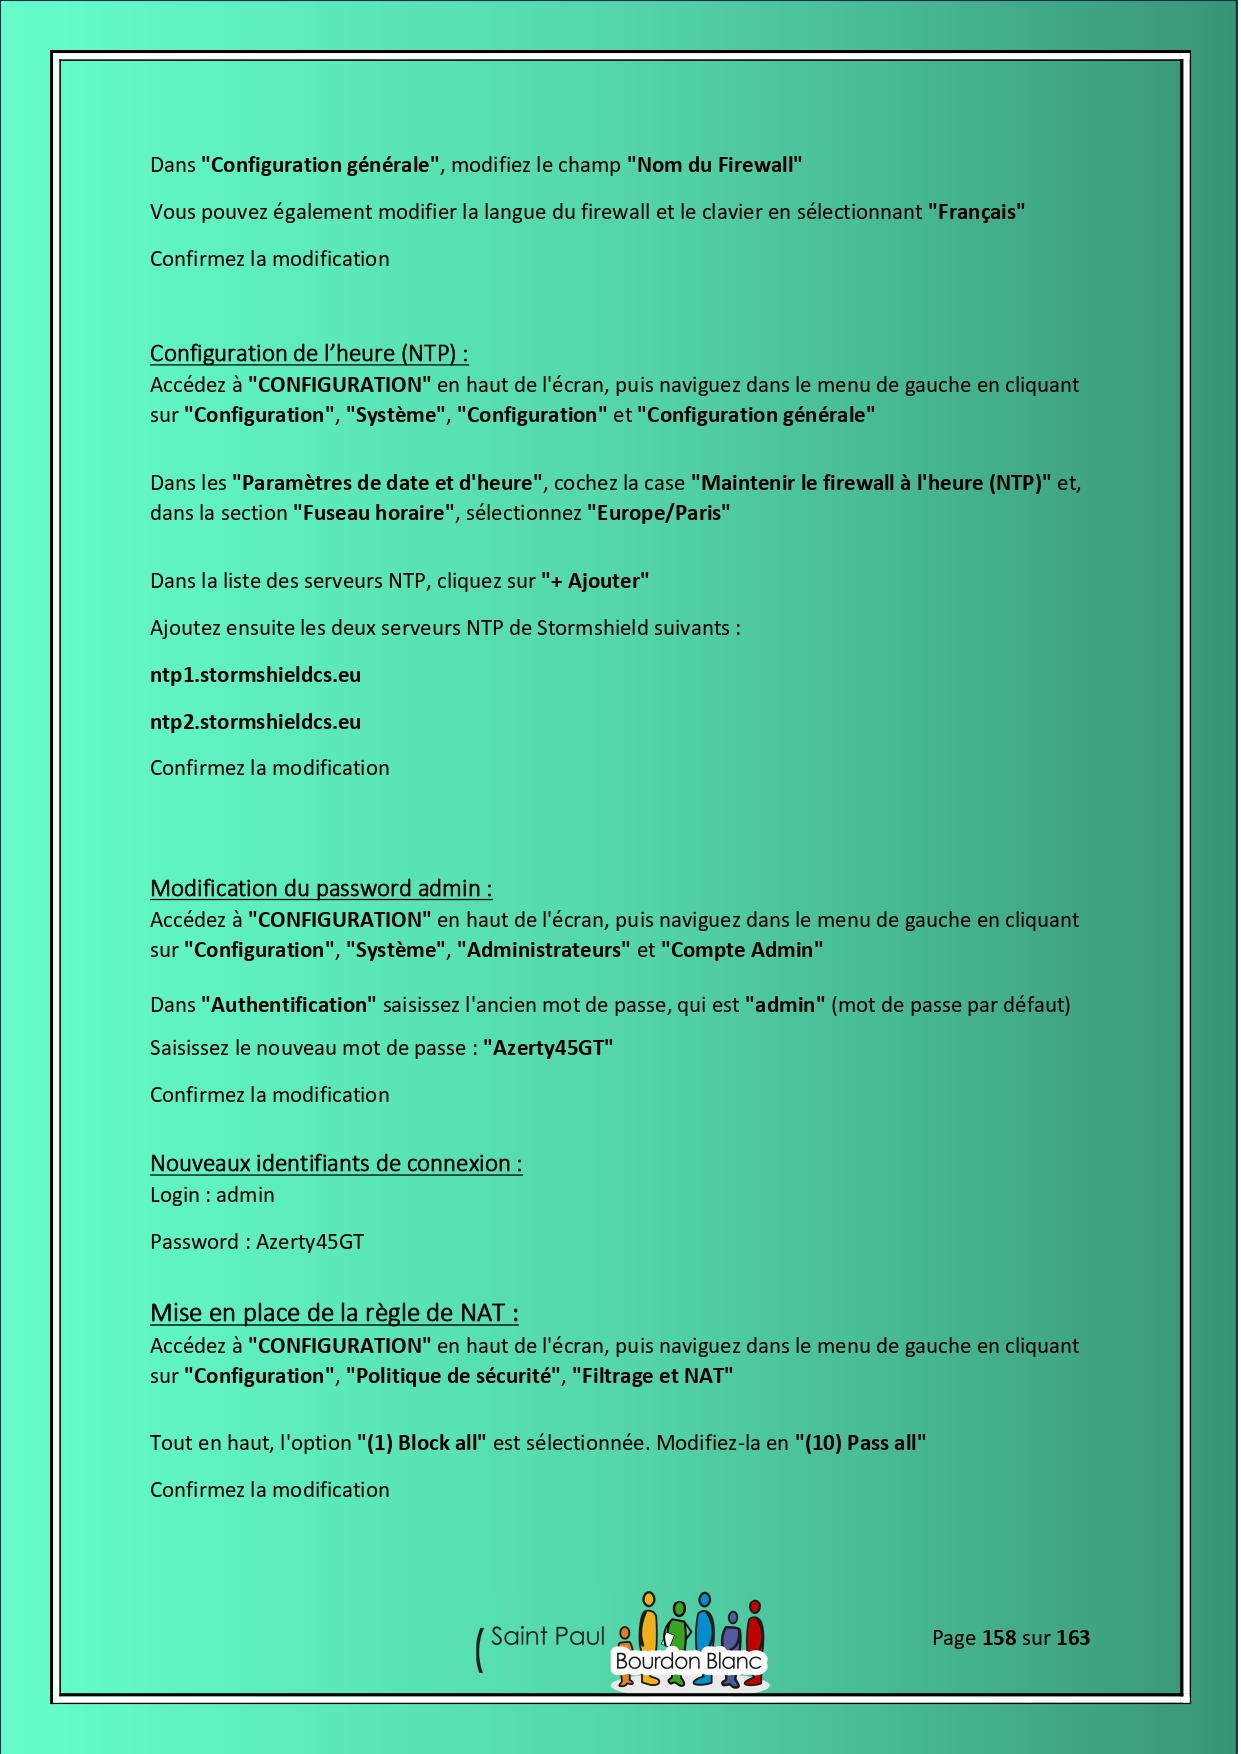 Dans "Configuration générale", modifiez le champ "Nom du Firewall"
Vous pouvez également modifier la langue du firewall et le clavier en sélectionnant "Français"
Confirmez la modification
Configuration de l’heure (NTP) :
Accédez à "CONFIGURATION" en haut de l'écran, puis naviguez dans le menu de gauche en cliquant
sur "Configuration", "Système", "Configuration" et "Configuration générale"
Dans les "Paramètres de date et d'heure", cochez la case "Maintenir le firewall à l'heure (NTP)" et,
dans la section "Fuseau horaire", sélectionnez "Europe/Paris"
Dans la liste des serveurs NTP, cliquez sur "+ Ajouter"
Ajoutez ensuite les deux serveurs NTP de Stormshield suivants :
ntp1.stormshieldcs.eu
ntp2.stormshieldcs.eu
Confirmez la modification
Modification du password admin :
Accédez à "CONFIGURATION" en haut de l'écran, puis naviguez dans le menu de gauche en cliquant
sur "Configuration", "Système", "Administrateurs" et "Compte Admin"
Dans "Authentification" saisissez l'ancien mot de passe, qui est "admin" (mot de passe par défaut)
Saisissez le nouveau mot de passe : "Azerty45GT"
Confirmez la modification
Nouveaux identifiants de connexion :
Login : admin
Password : Azerty45GT
Mise en place de la règle de NAT :
Accédez à "CONFIGURATION" en haut de l'écran, puis naviguez dans le menu de gauche en cliquant
sur "Configuration", "Politique de sécurité", "Filtrage et NAT"
Tout en haut, l'option "(1) Block all" est sélectionnée. Modifiez-la en "(10) Pass all"
Confirmez la modification
Saint Paul
Bourdon Blanc
Page 158 sur 163